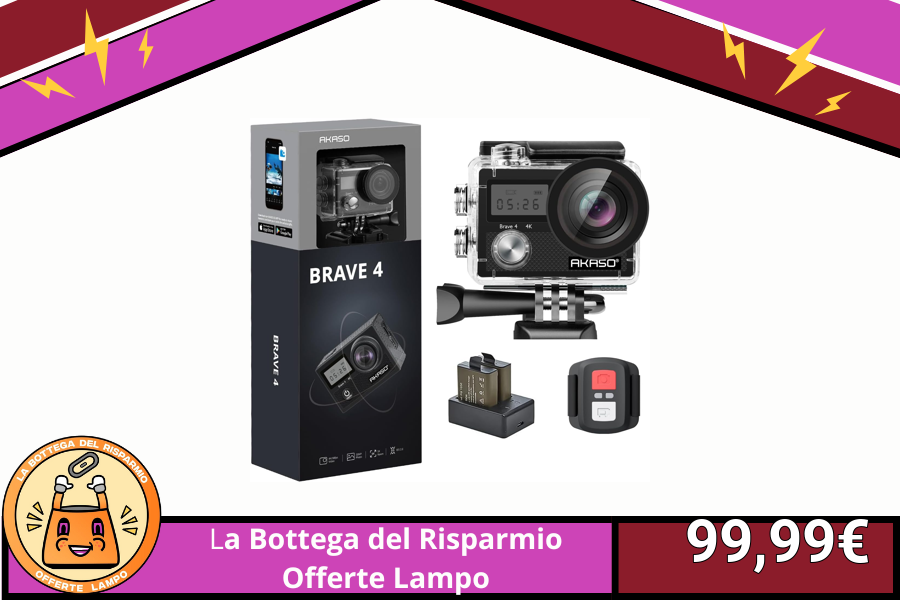 AKASO
BRAVE 4
BRAVE 4
05:26
Brave 4 4K
AKASO
AKASO
LA BOTTEGA DEL RISPARMIO
OFFERTE LAMPO
La Bottega del Risparmio
Offerte Lampo
99,99€